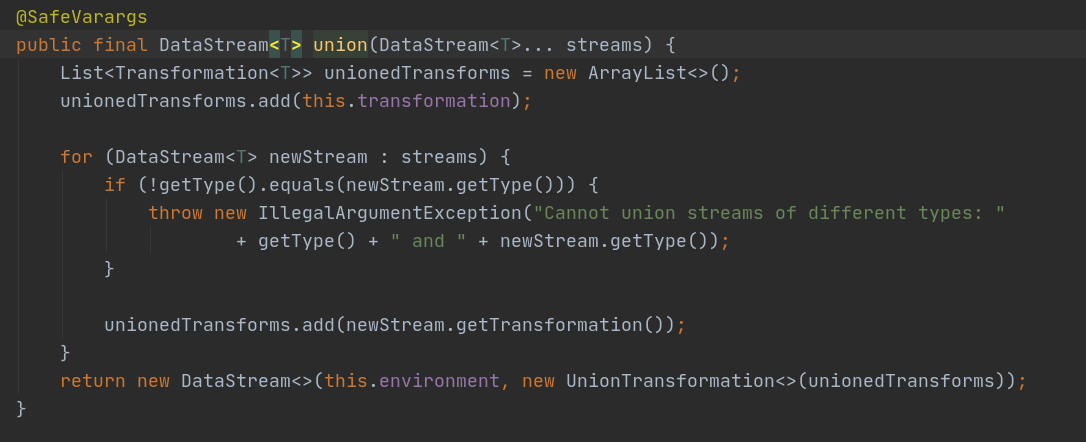 @SafeVarargs
public final DataStream<T> union(DataStream<T>... streams) {
    List<Transformation<T>> unionedTransforms = new ArrayList<>();
    unionedTransforms.add(this.transformation);
    for (DataStream<T> newStream : streams) {
        if (!getType().equals(newStream.getType())) {
            throw new IllegalArgumentException("Cannot union streams of different types: "
                    + getType() + " and " + newStream.getType());
        }
        unionedTransforms.add(newStream.getTransformation());
    }
    return new DataStream<>(this.environment, new UnionTransformation<>(unionedTransforms));
}